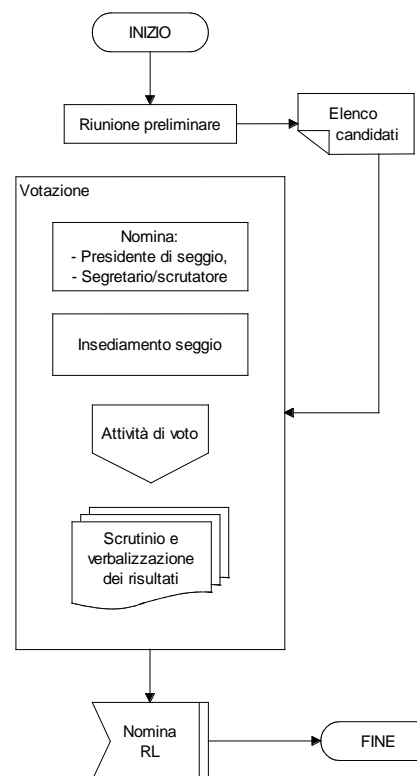 INIZIO
Riunione preliminare
Elenco
candidati
Votazione
Nomina:
- Presidente di seggio,
- Segretario/scrutatore
Insediamento seggio
Attività di voto
Scrutinio e
verbalizzazione
dei risultati
Nomina
RL
FINE